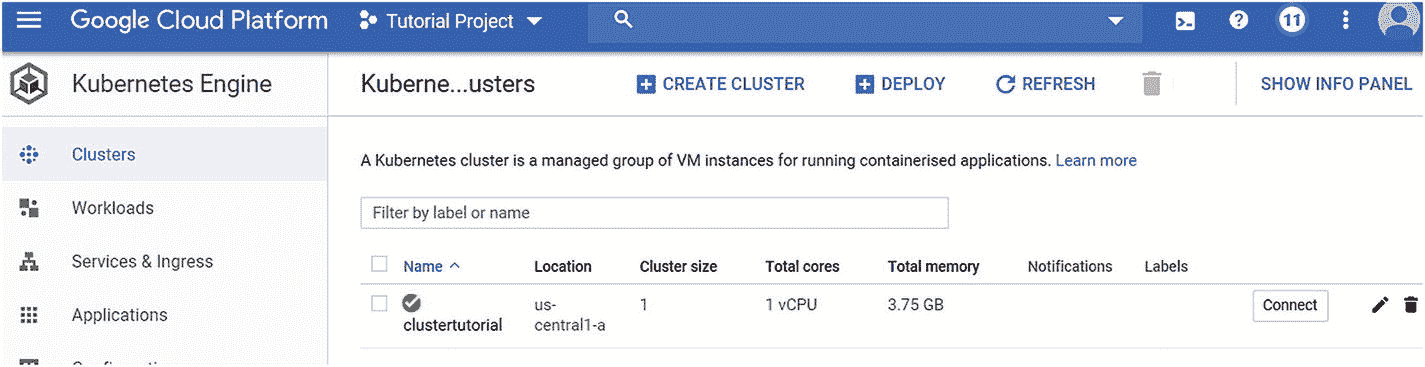 Google Cloud Platform
Tutorial Project
11
Kubernetes Engine
Kuberne...usters
CREATE CLUSTER
DEPLOY
REFRESH
SHOW INFO PANEL
Clusters
Workloads
Services & Ingress
Applications
A Kubernetes cluster is a managed group of VM instances for running containerised applications. Learn more
Filter by label or name
Name Location Cluster size Total cores Total memory Notifications Labels
clustertutorial
us-
central1-a
1
1 vCPU
3.75 GB
Connect